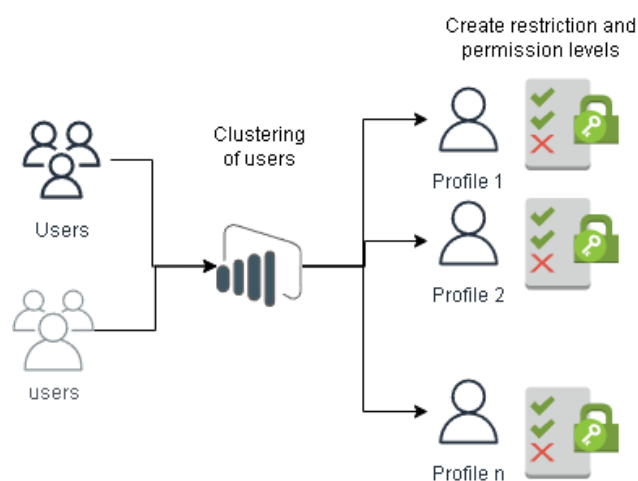 Create restriction and
permission levels
Clustering
of users
Users
users
Profile 1
Profile 2
Profile n